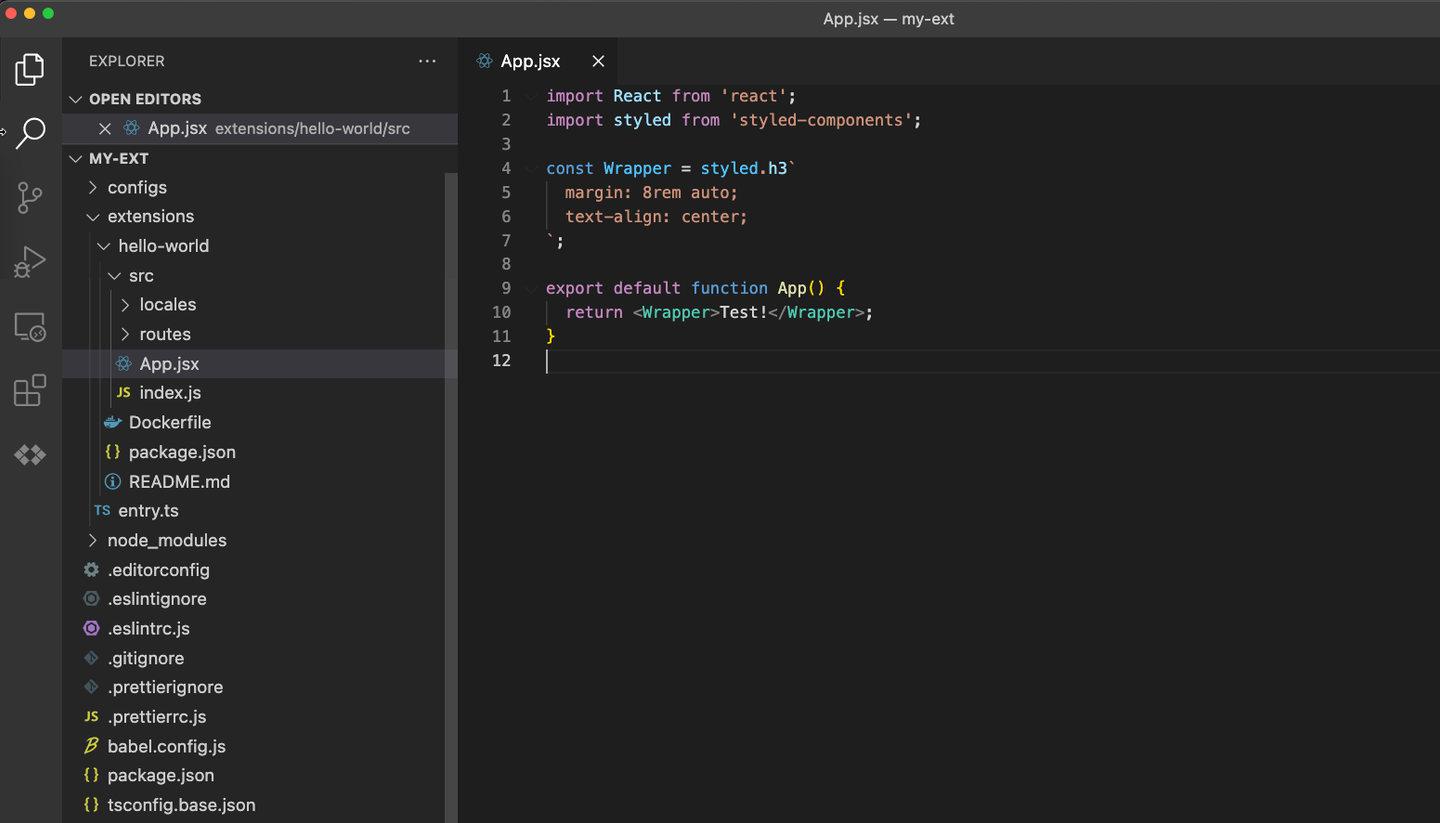 App.jsx — my-ext
EXPLORER
···
OPEN EDITORS
App.jsx extensions/hello-world/src
MY-EXT
configs
extensions
hello-world
src
locales
routes
App.jsx
JS index.js
Dockerfile
{} package.json
README.md
TS entry.ts
node_modules
.editorconfig
.eslintignore
.eslintrc.js
.gitignore
.prettierignore
JS .prettierrc.js
babel.config.js
{} package.json
{} tsconfig.base.json
App.jsx
1 import React from 'react';
2 import styled from 'styled-components';
3
4 const Wrapper = styled.h3`
5   margin: 8rem auto;
6   text-align: center;
7 `;
8
9 export default function App() {
10   return <Wrapper>Test!</Wrapper>;
11 }
12